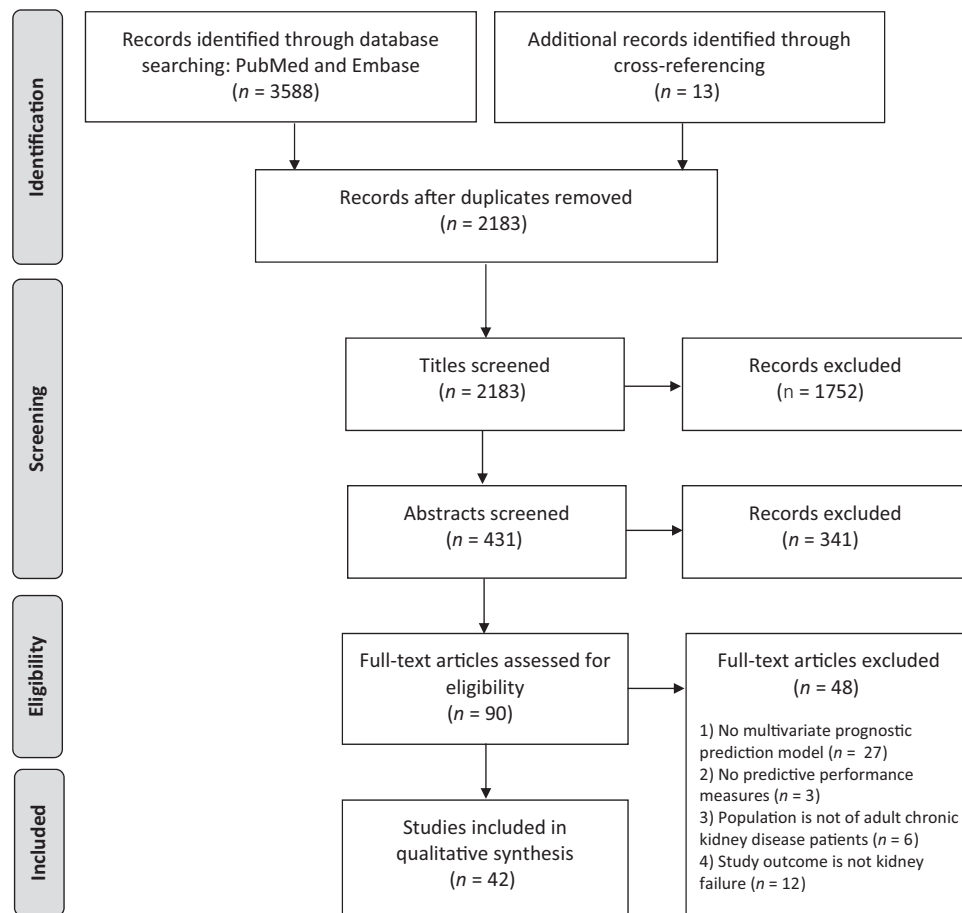 Identification
Records identified through database
searching: PubMed and Embase
(n = 3588)
Additional records identified through
cross-referencing
(n = 13)
Records after duplicates removed
(n = 2183)
Screening
Titles screened
(n = 2183)
Records excluded
(n = 1752)
Abstracts screened
(n = 431)
Records excluded
(n = 341)
Eligibility
Full-text articles assessed for
eligibility
(n = 90)
Full-text articles excluded
(n = 48)
1) No multivariate prognostic
prediction model (n = 27)
2) No predictive performance
measures (n = 3)
3) Population is not of adult chronic
kidney disease patients (n = 6)
4) Study outcome is not kidney
failure (n = 12)
Included
Studies included in
qualitative synthesis
(n = 42)